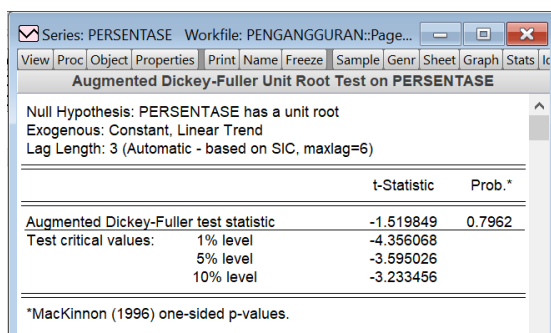 Series: PERSENTASE Workfile: PENGANGGURAN::Page...
View Proc Object Properties Print Name Freeze Sample Genr Sheet Graph Stats
Augmented Dickey-Fuller Unit Root Test on PERSENTASE
Null Hypothesis: PERSENTASE has a unit root
Exogenous: Constant, Linear Trend
Lag Length: 3 (Automatic - based on SIC, maxlag=6)
t-Statistic Prob.*
Augmented Dickey-Fuller test statistic -1.519849 0.7962
Test critical values: 1% level -4.356068
5% level -3.595026
10% level -3.233456
*MacKinnon (1996) one-sided p-values.